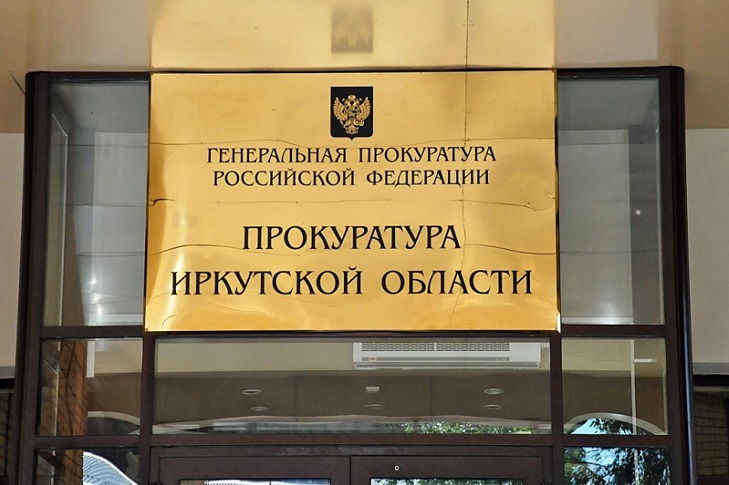 ГЕНЕРАЛЬНАЯ ПРОКУРАТУРА
РОССИЙСКОЙ ФЕДЕРАЦИИ
ПРОКУРАТУРА
ИРКУТСКОЙ ОБЛАСТИ